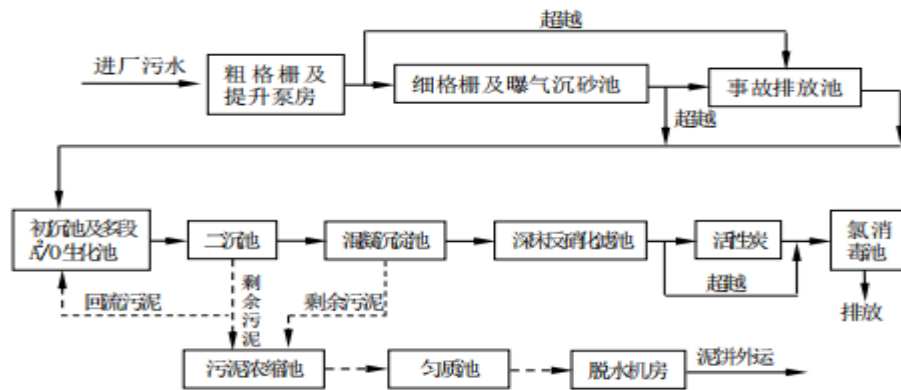 超越
进厂污水
粗格栅及
提升泵房
细格栅及曝气沉砂池
事故排放池
超越
初沉池及多段
A²/O生化池
二沉池
混凝沉淀池
深床反硝化滤池
活性炭
氯消
毒池
超越
回流污泥
剩余污泥
剩余污泥
排放
污泥浓缩池
匀质池
脱水机房
泥饼外运